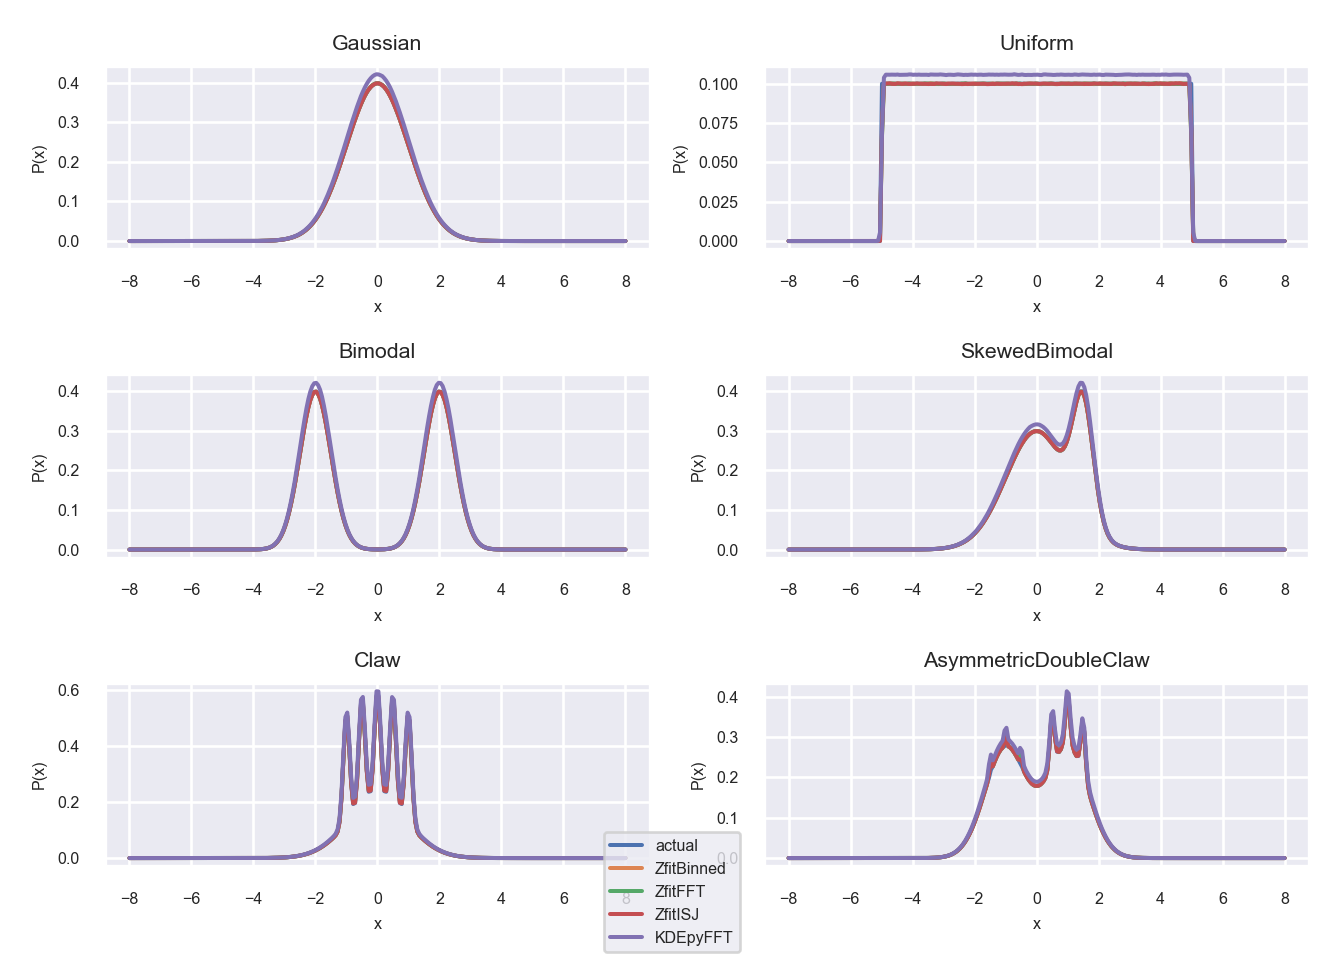 Gaussian
0.4
0.3
0.2
0.1
0.0
P(x)
−8 −6 −4 −2 0 2 4 6 8
x
Uniform
0.100
0.075
0.050
0.025
0.000
P(x)
−8 −6 −4 −2 0 2 4 6 8
x
Bimodal
0.4
0.3
0.2
0.1
0.0
P(x)
−8 −6 −4 −2 0 2 4 6 8
x
SkewedBimodal
0.4
0.3
0.2
0.1
0.0
P(x)
−8 −6 −4 −2 0 2 4 6 8
x
Claw
0.6
0.4
0.2
0.0
P(x)
−8 −6 −4 −2 0 2 4 6 8
x
AsymmetricDoubleClaw
0.4
0.3
0.2
0.1
0.0
P(x)
−8 −6 −4 −2 0 2 4 6 8
x
actual
ZfitBinned
ZfitFFT
ZfitISJ
KDEpyFFT